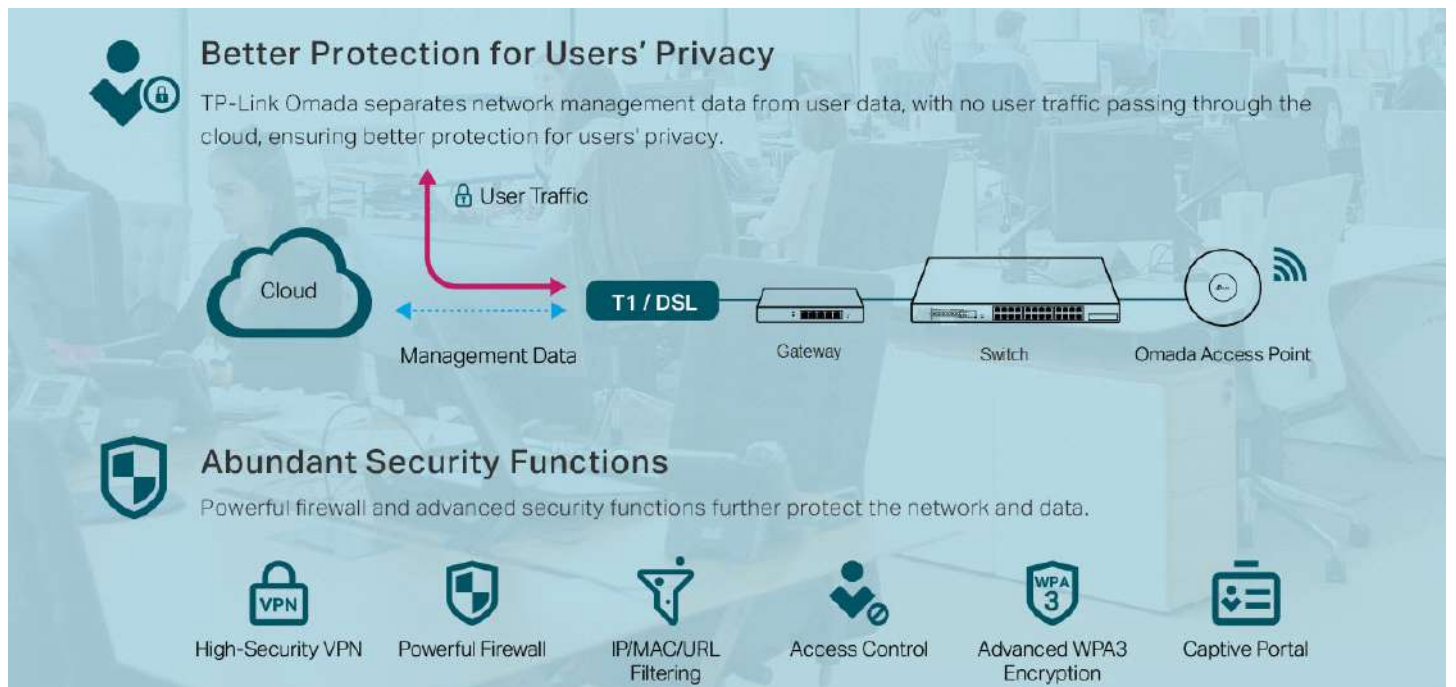 Better Protection for Users' Privacy
TP-Link Omada separates network management data from user data, with no user traffic passing through the
cloud, ensuring better protection for users' privacy.
User Traffic
Cloud
T1 / DSL
Management Data
Gateway
Switch
Omada Access Point
Abundant Security Functions
Powerful firewall and advanced security functions further protect the network and data.
VPN
WPA
3
High-Security VPN
Powerful Firewall
IP/MAC/URL
Filtering
Access Control
Advanced WPA3
Encryption
Captive Portal